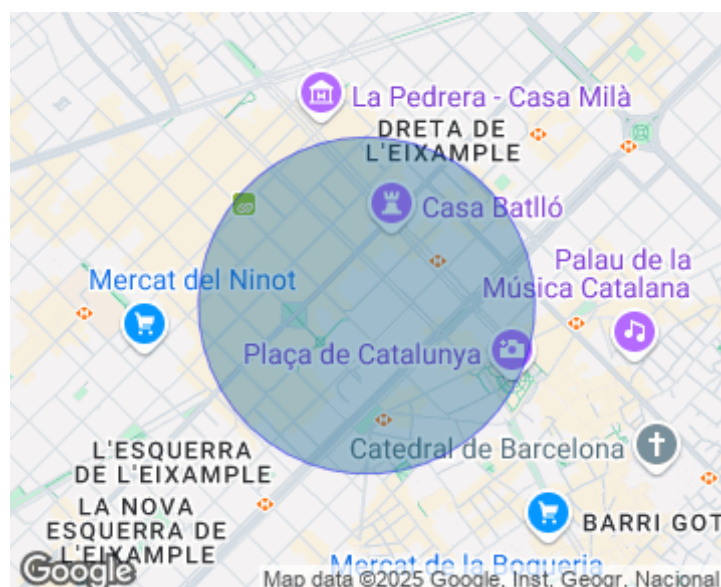 La Pedrera - Casa Milà
DRETA DE
L'EIXAMPLE
Casa Batlló
Mercat del Ninot
Palau de la
Música Catalana
Plaça de Catalunya
L'ESQUERRA
DE L'EIXAMPLE
Catedral de Barcelona
LA NOVA
ESQUERRA DE
L'EIXAMPLE
BARRI GOT
Mercat de la Boqueria
Google
Map data ©2025 Google, Inst. Geogr. Nacional